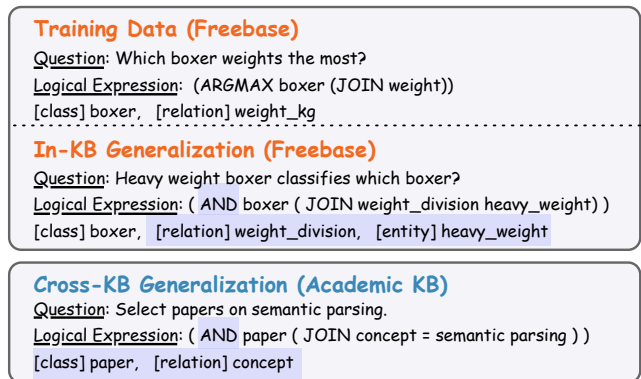 Training Data (Freebase)
Question: Which boxer weights the most?
Logical Expression: (ARGMAX boxer (JOIN weight))
[class] boxer, [relation] weight_kg
In-KB Generalization (Freebase)
Question: Heavy weight boxer classifies which boxer?
Logical Expression: ( AND boxer ( JOIN weight_division heavy_weight) )
[class] boxer, [relation] weight_division, [entity] heavy_weight
Cross-KB Generalization (Academic KB)
Question: Select papers on semantic parsing.
Logical Expression: ( AND paper ( JOIN concept = semantic parsing ) )
[class] paper, [relation] concept